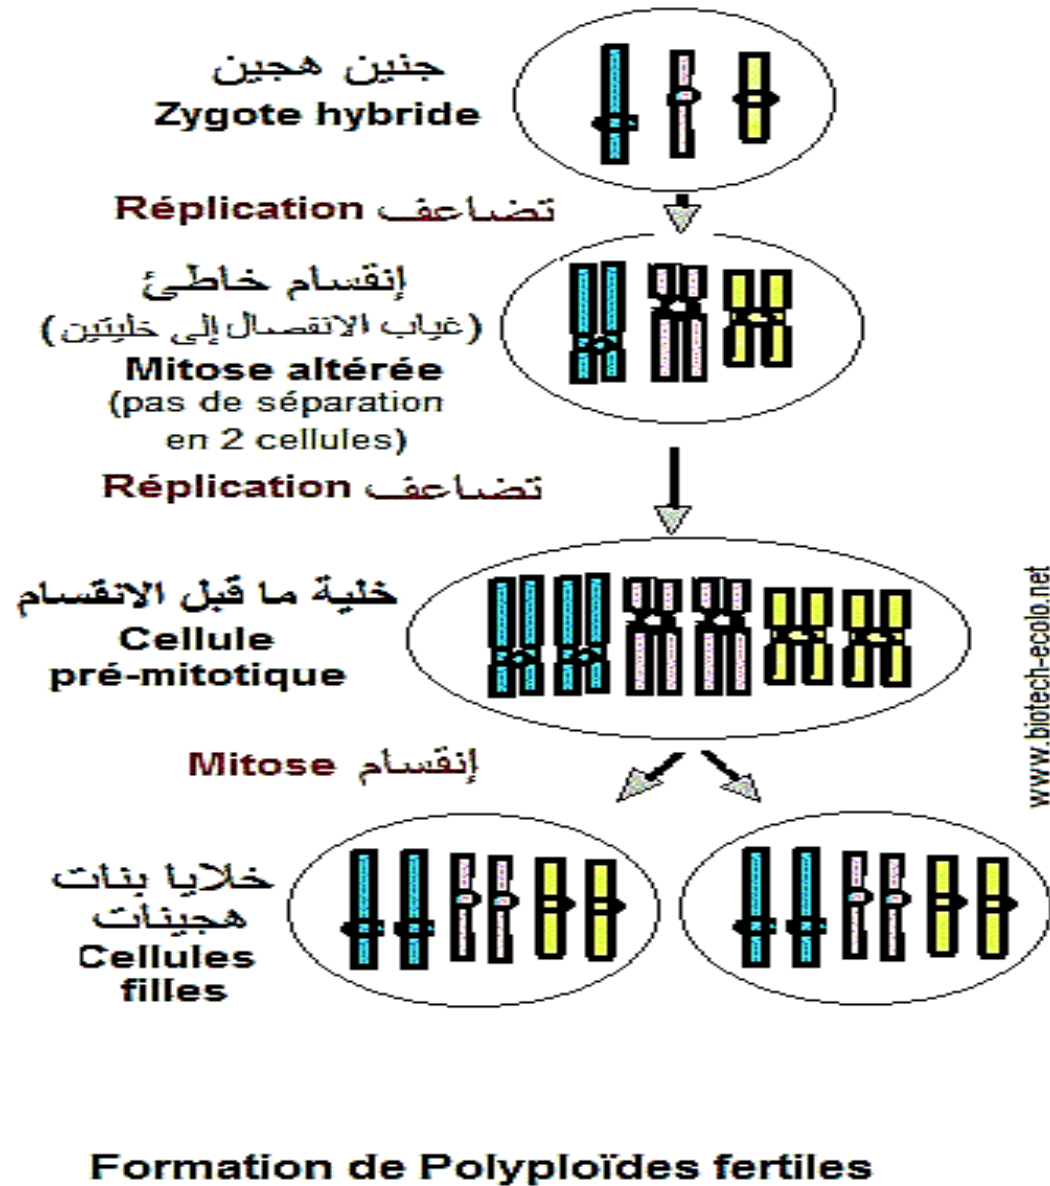 جنين هجين
Zygote hybride
Réplication تضاعف
إنقسام خاطئ
(غياب الانفصال إلى خليتين)
Mitose altérée
(pas de séparation
en 2 cellules)
Réplication تضاعف
خلية ما قبل الانقسام
Cellule
pré-mitotique
www.biotech-ecolo.net
Mitose إنقسام
خلايا بنات
هجينات
Cellules
filles
Formation de Polyploïdes fertiles